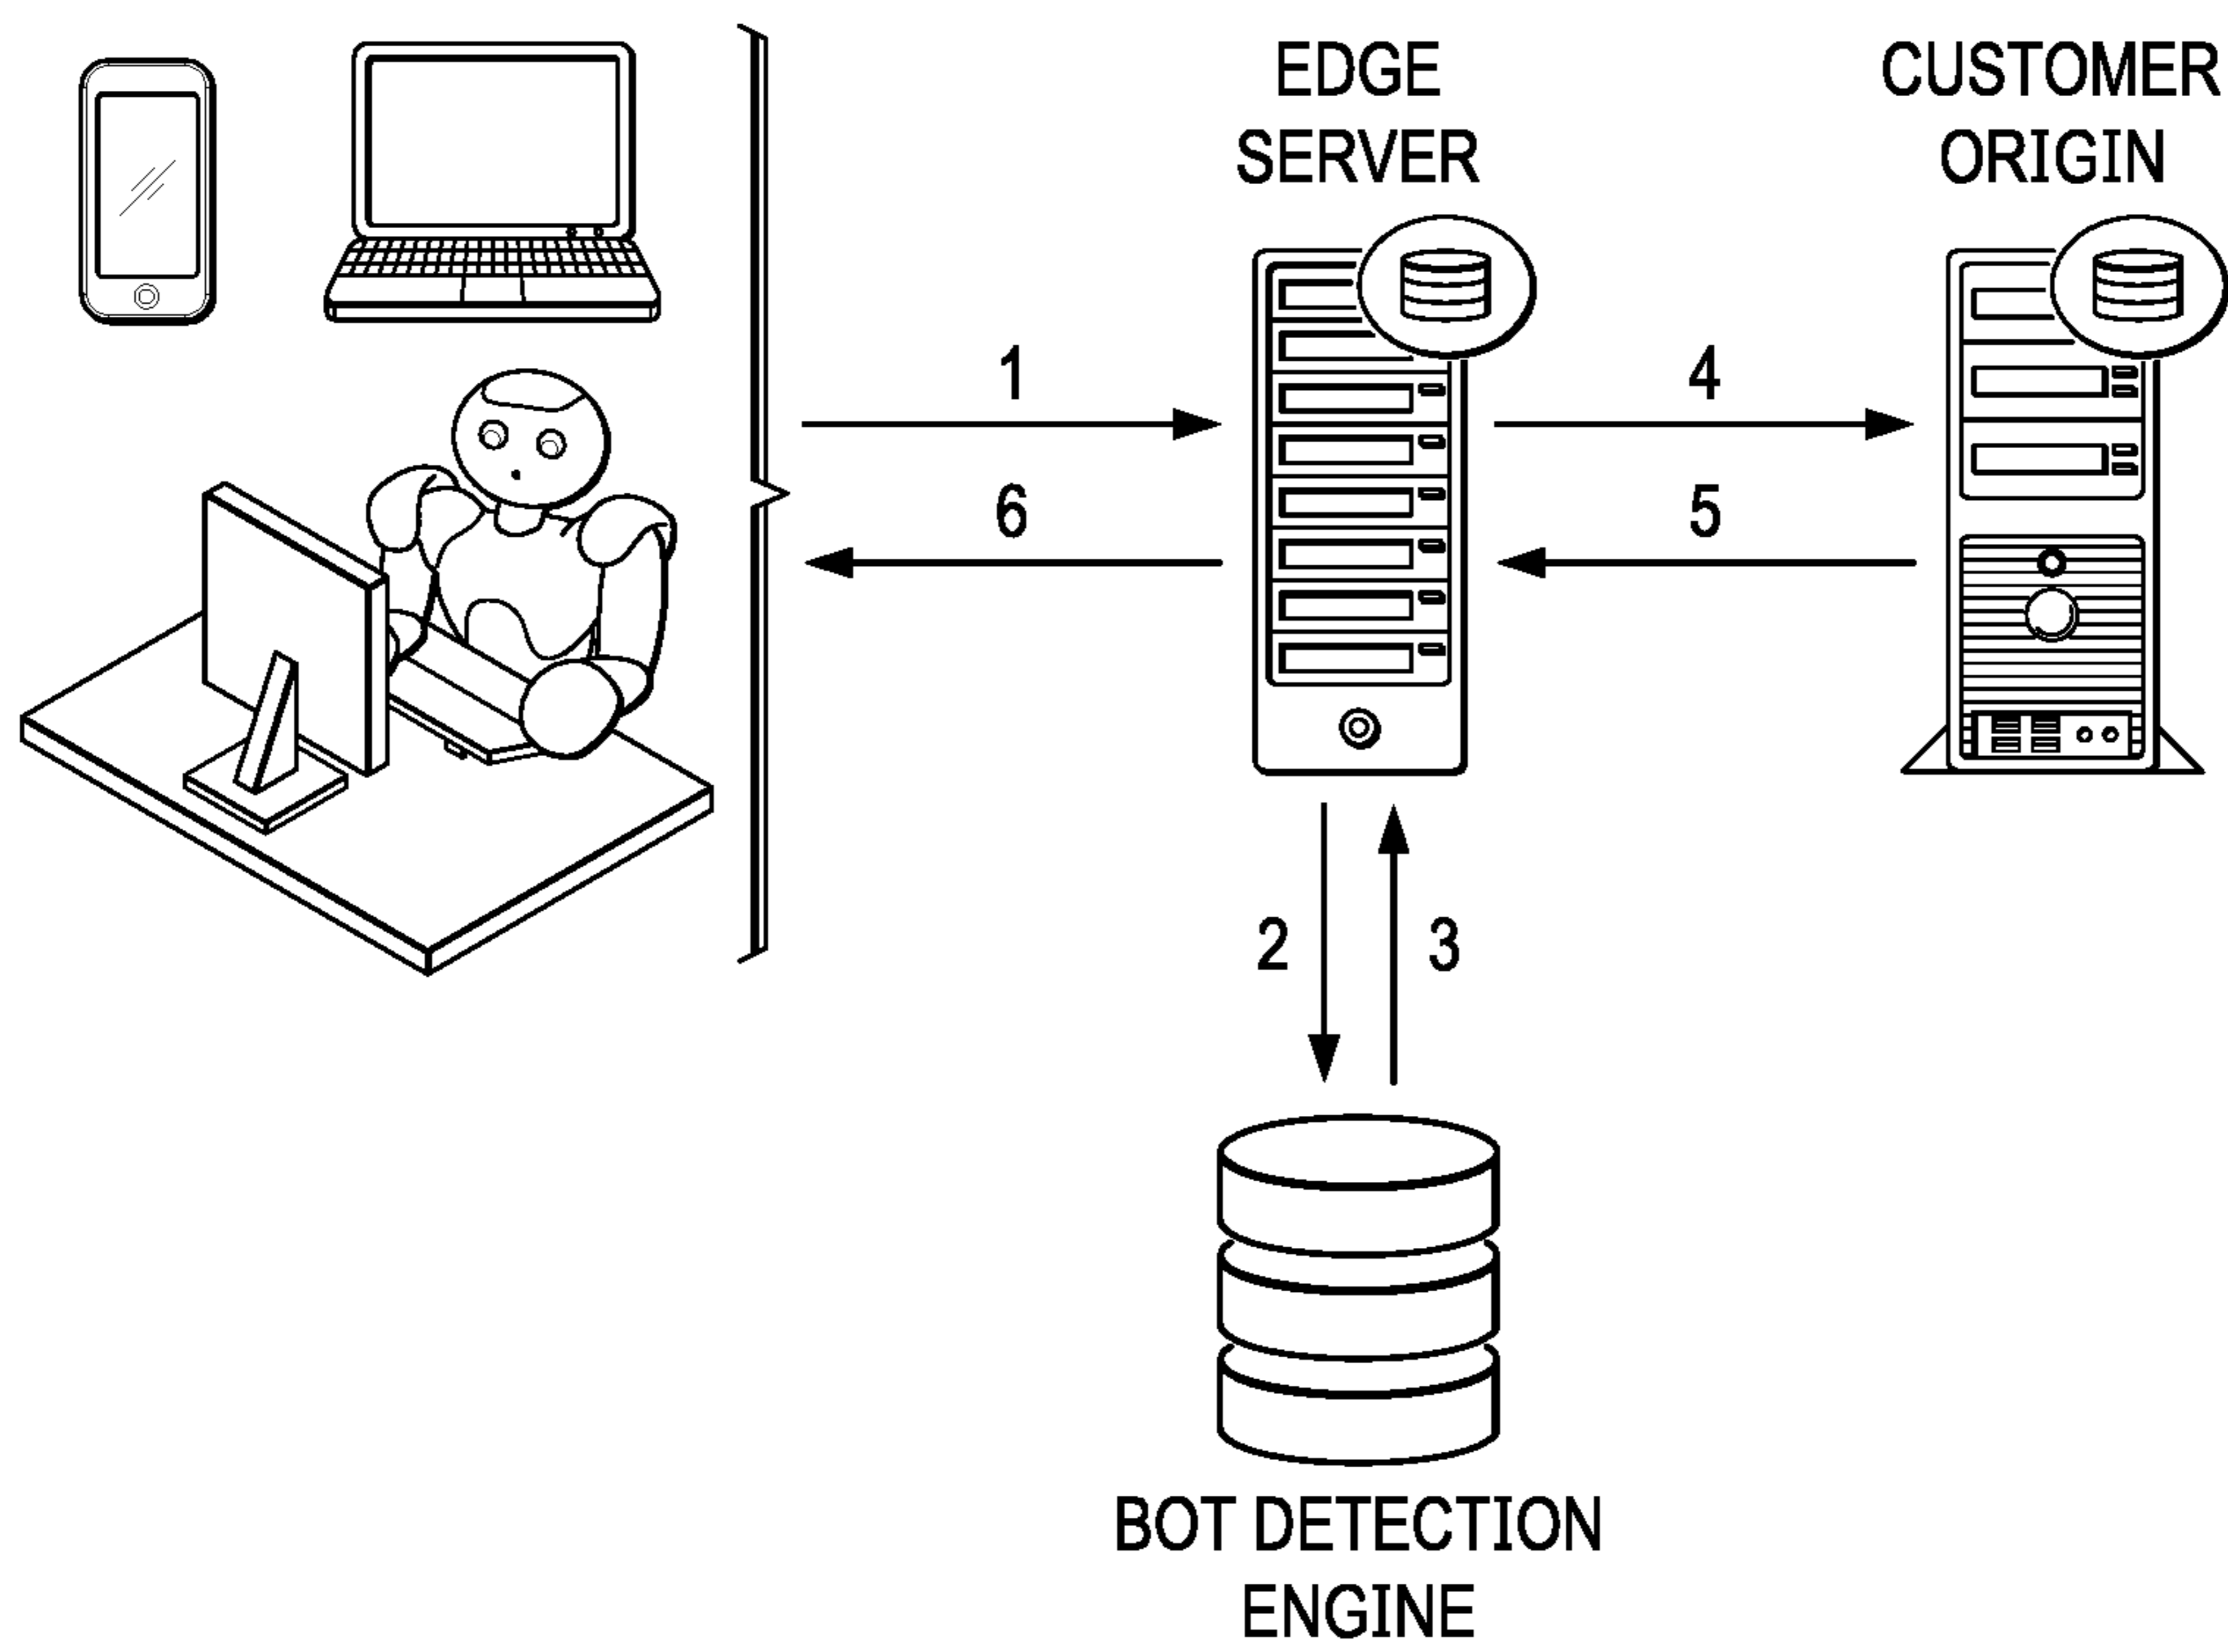 EDGE
SERVER
CUSTOMER
ORIGIN
1
4
6
5
2
3
BOT DETECTION
ENGINE